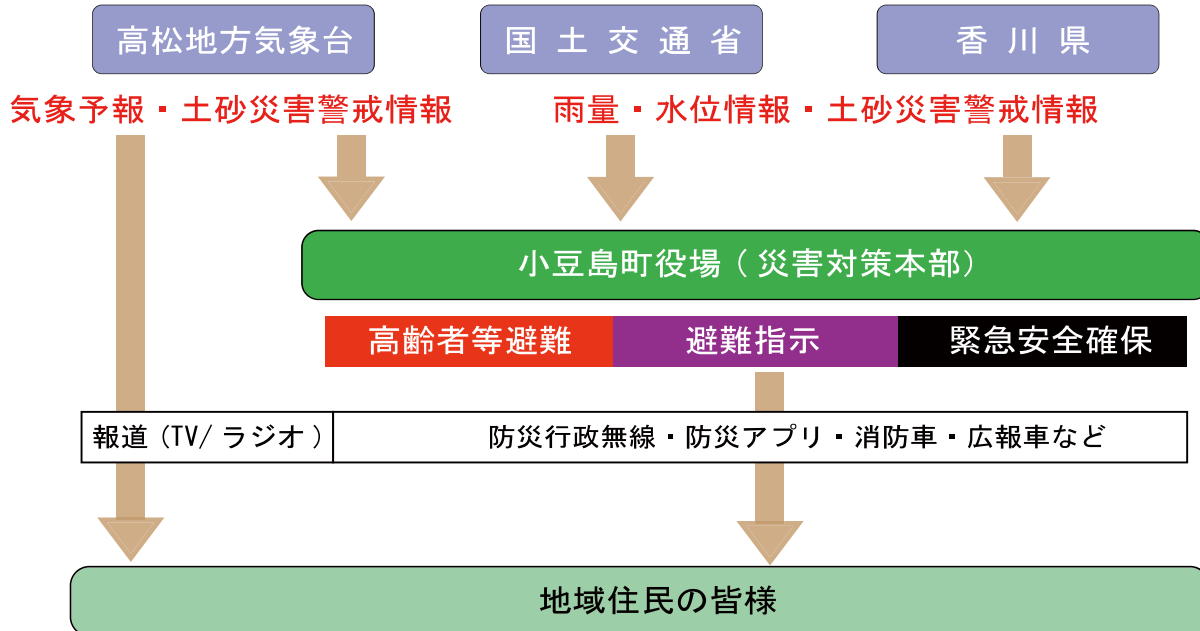 高松地方気象台
国土交通省
香川県
気象予報・土砂災害警戒情報
雨量・水位情報・土砂災害警戒情報
小豆島町役場（災害対策本部）
高齢者等避難
避難指示
緊急安全確保
報道（TV/ラジオ）
防災行政無線・防災アプリ・消防車・広報車など
地域住民の皆様